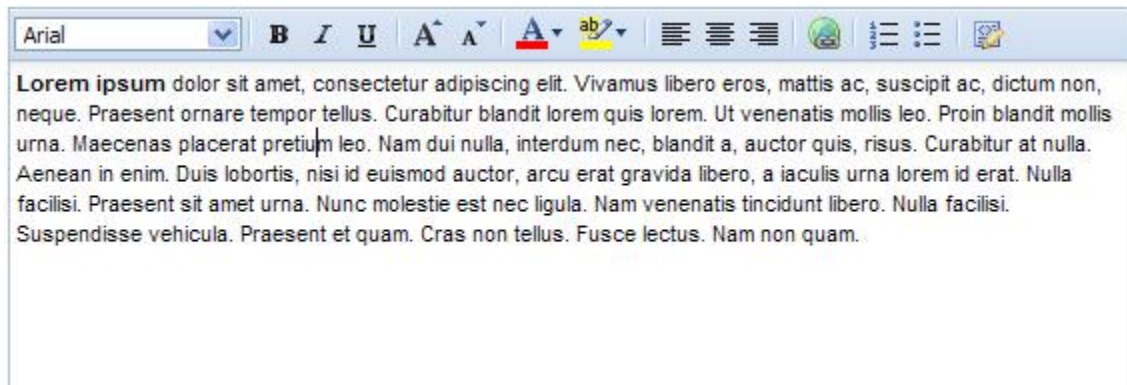 Arial B I U A A A ab
Lorem ipsum dolor sit amet, consectetur adipiscing elit. Vivamus libero eros, mattis ac, suscipit ac, dictum non,
neque. Praesent ornare tempor tellus. Curabitur blandit lorem quis lorem. Ut venenatis mollis leo. Proin blandit mollis
urna. Maecenas placerat pretium leo. Nam dui nulla, interdum nec, blandit a, auctor quis, risus. Curabitur at nulla.
Aenean in enim. Duis lobortis, nisi id euismod auctor, arcu erat gravida libero, a iaculis urna lorem id erat. Nulla
facilisi. Praesent sit amet urna. Nunc molestie est nec ligula. Nam venenatis tincidunt libero. Nulla facilisi.
Suspendisse vehicula. Praesent et quam. Cras non tellus. Fusce lectus. Nam non quam.